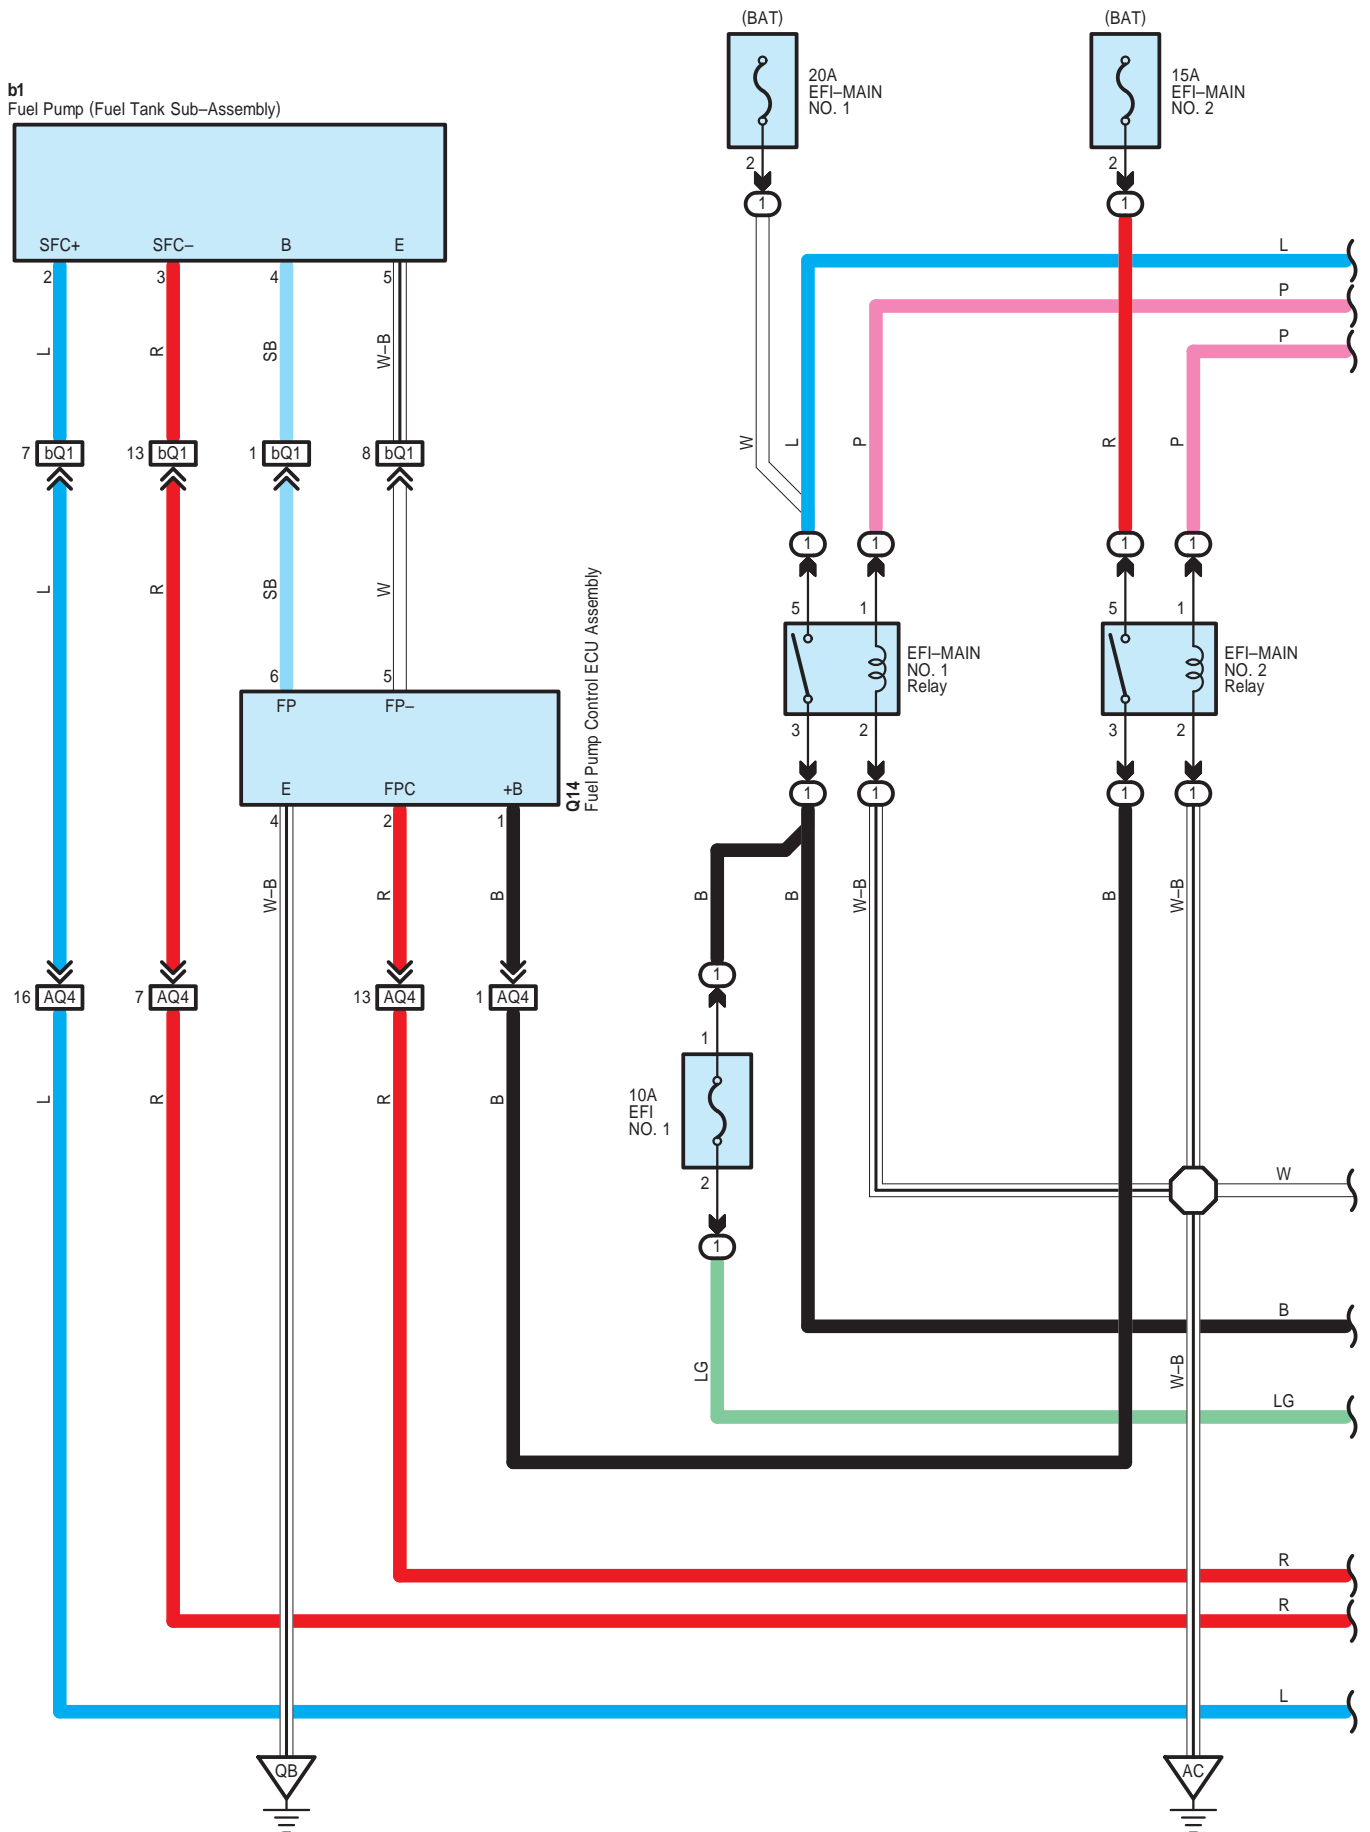 (BAT)
(BAT)
20A
EFI–MAIN
NO. 1
15A
EFI–MAIN
NO. 2
b1
Fuel Pump (Fuel Tank Sub–Assembly)
2
2
1
1
SFC+
SFC–
B
E
L
2
3
4
5
P
P
L
R
SB
W–B
W
L
P
R
P
7
bQ1
13
bQ1
1
bQ1
8
bQ1
1
1
1
1
L
R
SB
W
5
1
5
1
EFI–MAIN
NO. 1
Relay
EFI–MAIN
NO. 2
Relay
6
5
FP
FP–
3
2
3
2
E
FPC
+B
Q14
Fuel Pump Control ECU Assembly
1
1
1
1
4
2
1
W–B
R
B
B
B
W–B
B
W–B
1
16
AQ4
7
AQ4
13
AQ4
1
AQ4
1
L
R
R
B
10A
EFI
NO. 1
2
W
1
B
LG
W–B
LG
R
R
L
QB
AC